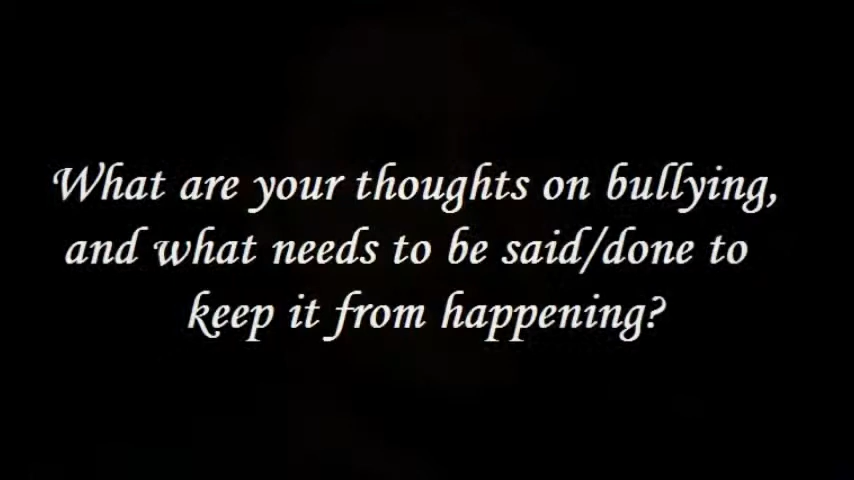 What are your thoughts on bullying,
and what needs to be said/done to
keep it from happening?